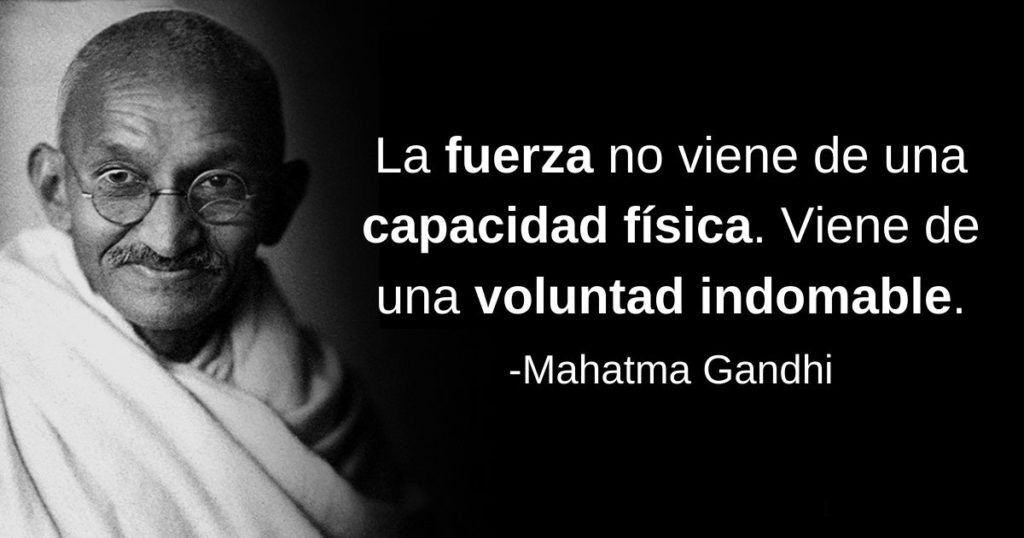 La fuerza no viene de una
capacidad física. Viene de
una voluntad indomable.
-Mahatma Gandhi